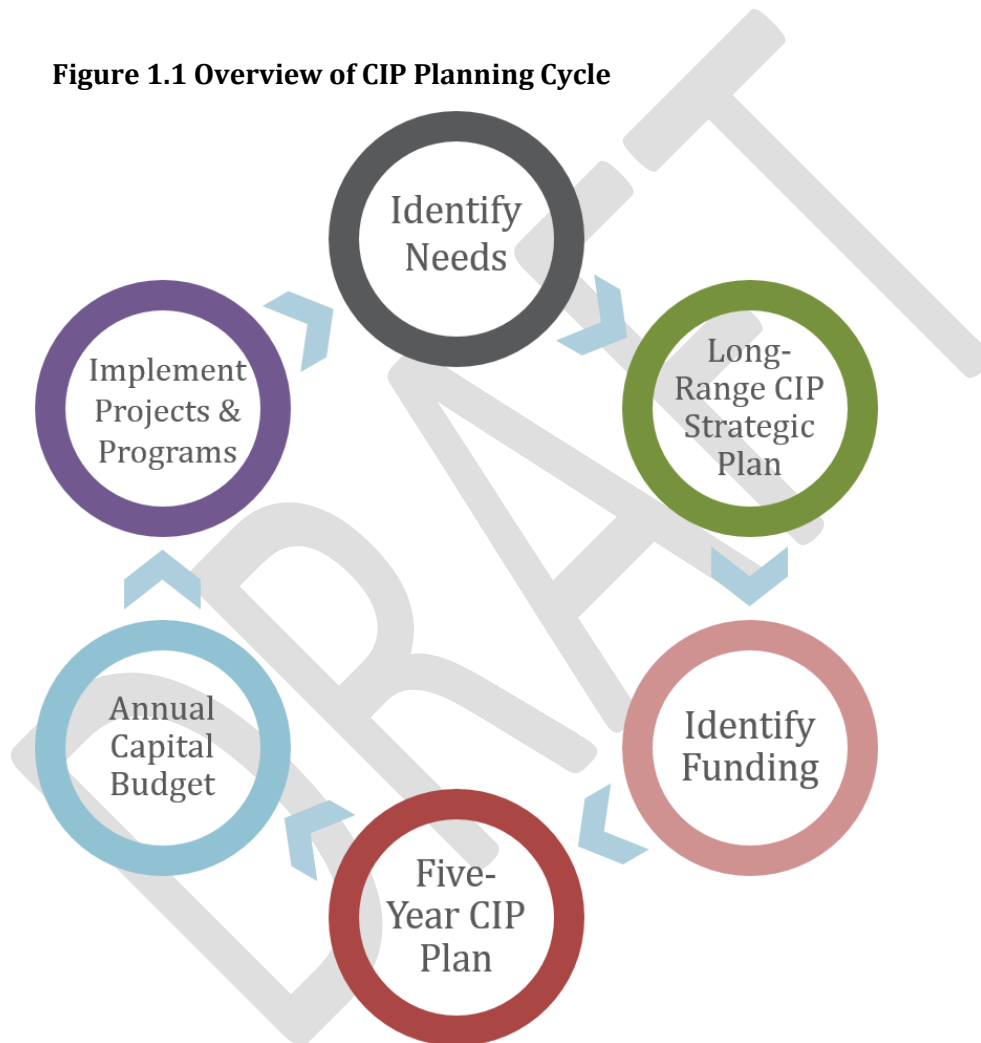 Figure 1.1 Overview of CIP Planning Cycle
Identify
Needs
Long-
Range CIP
Strategic
Plan
Identify
Funding
Five-
Year CIP
Plan
Annual
Capital
Budget
Implement
Projects &
Programs
DRAFT